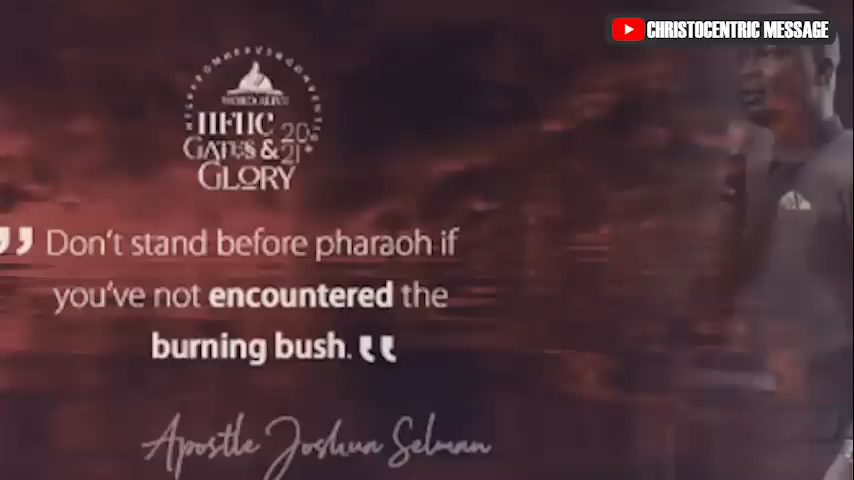 CHRISTOCENTRIC MESSAGE
WORD ALIVE
20
GATES & 21
GLORY
Don't stand before pharaoh if
you've not encountered the
burning bush.
Apostle Joshua Selman